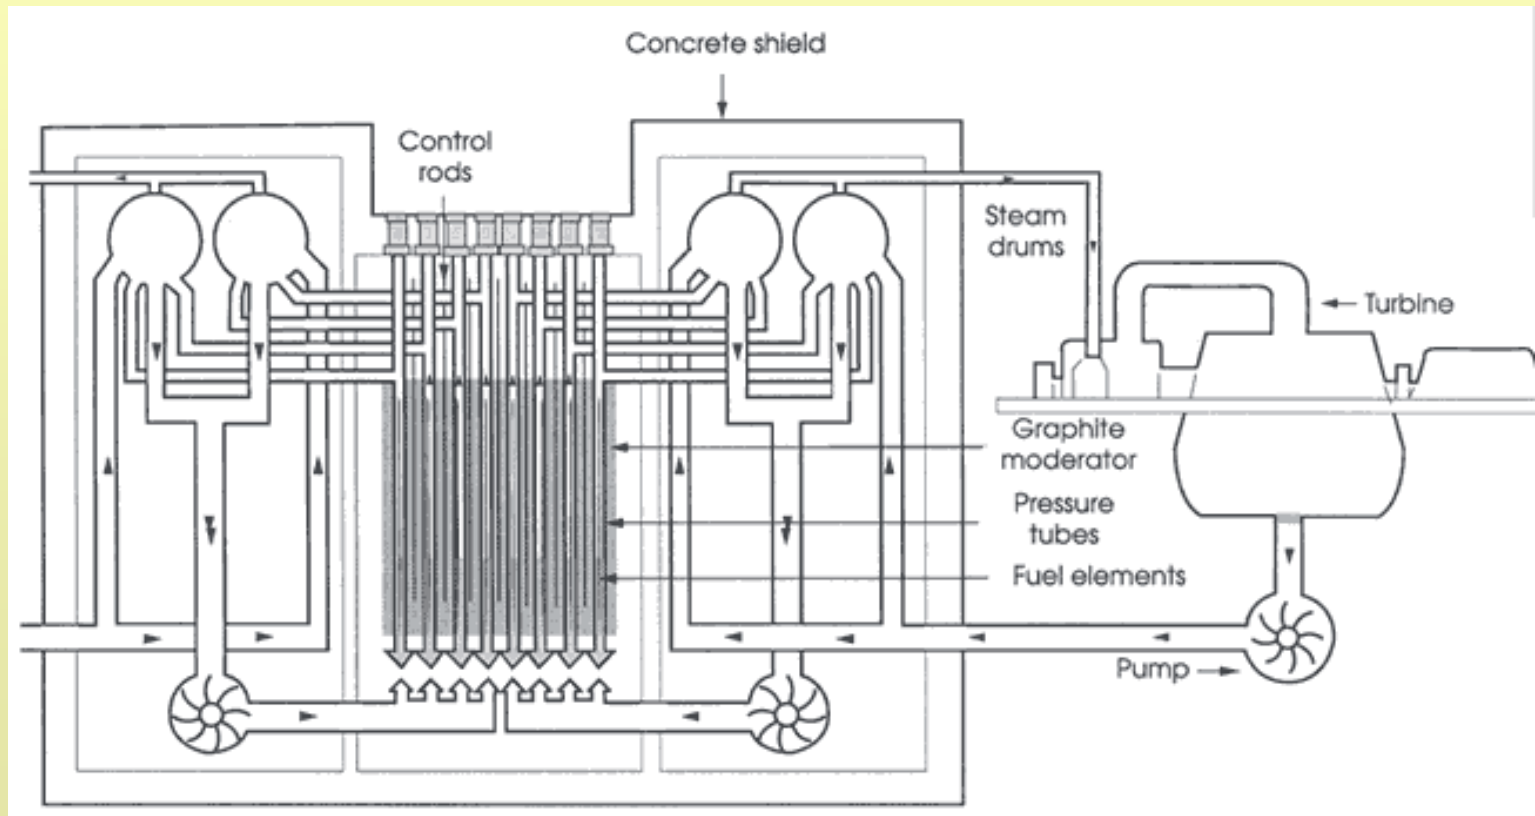 Concrete shield
Control
rods
Steam
drums
Turbine
Graphite
moderator
Pressure
tubes
Fuel elements
Pump